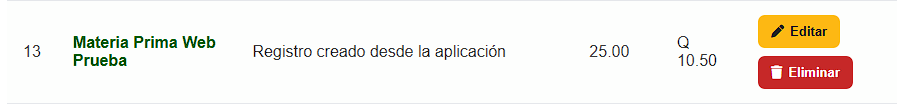 13
Materia Prima Web
Prueba
Registro creado desde la aplicación
25.00
Q
10.50
Editar
Eliminar